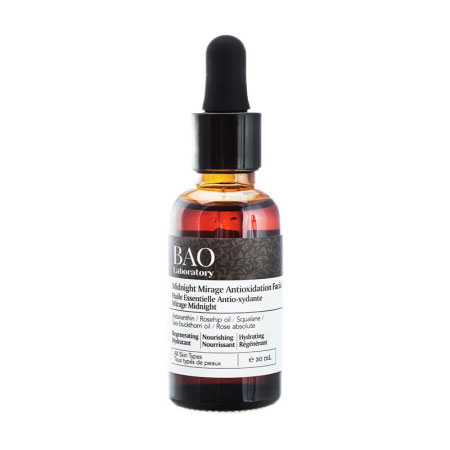 BAO
Laboratory
Midnight Mirage Antioxidation Facial
Huile Essentielle Antio-xydante
Mirage Midnight
Rosehip oil / Squalane /
buckthorn oil / Rose absolute
Regenerating Nourishing Hydrating
Hydratant Nourrissant Régénérant
All Skin Types
Tous types de peaux
℮ 30 mL